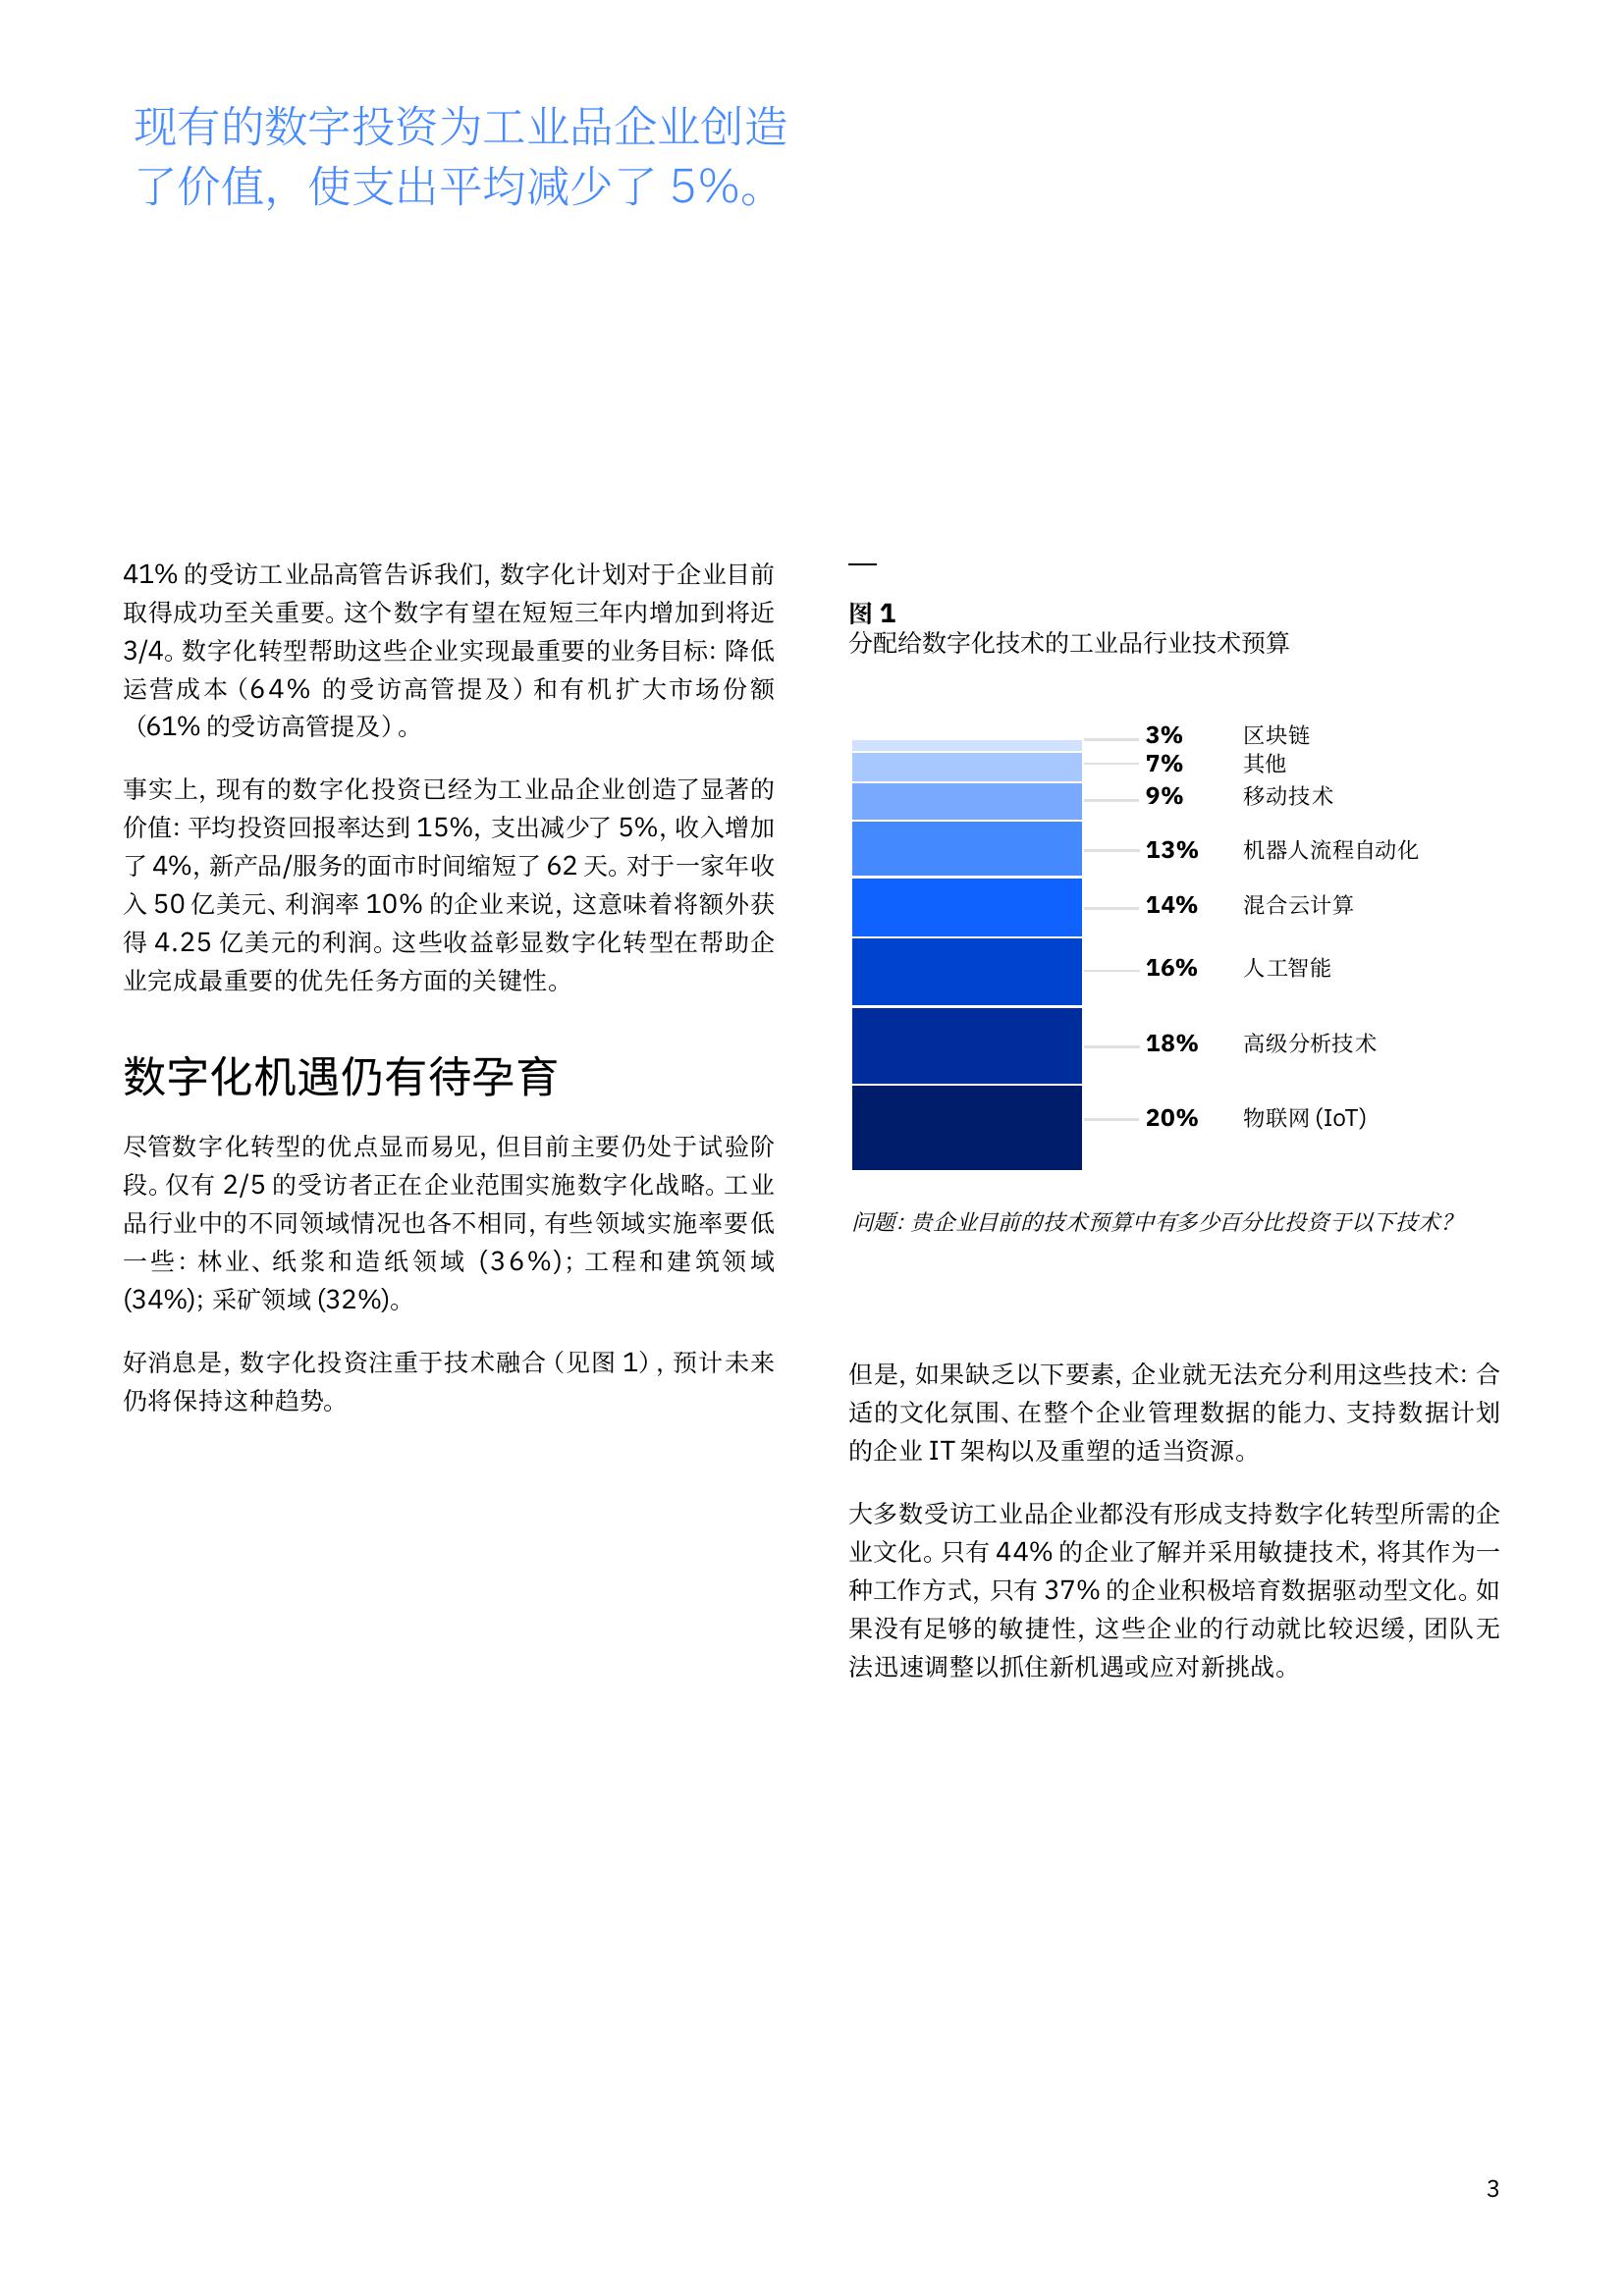 现有的数字投资为工业品企业创造
了价值，使支出平均减少了 5%。
41% 的受访工业品高管告诉我们，数字化计划对于企业目前
取得成功至关重要。这个数字有望在短短三年内增加到将近
3/4。数字化转型帮助这些企业实现最重要的业务目标：降低
运营成本（64% 的受访高管提及）和有机扩大市场份额
（61% 的受访高管提及）。
事实上，现有的数字化投资已经为工业品企业创造了显著的
价值：平均投资回报率达到 15%，支出减少了 5%，收入增加
了 4%，新产品/服务的面市时间缩短了 62 天。对于一家年收
入 50 亿美元、利润率 10% 的企业来说，这意味着将额外获
得 4.25 亿美元的利润。这些收益彰显数字化转型在帮助企
业完成最重要的优先任务方面的关键性。
数字化机遇仍有待孕育
尽管数字化转型的优点显而易见，但目前主要仍处于试验阶
段。仅有 2/5 的受访者正在企业范围实施数字化战略。工业
品行业中的不同领域情况也各不相同，有些领域实施率要低
一些：林业、纸浆和造纸领域 (36%)；工程和建筑领域
(34%)；采矿领域 (32%)。
好消息是，数字化投资注重于技术融合（见图 1），预计未来
仍将保持这种趋势。
图 1
分配给数字化技术的工业品行业技术预算
3% 区块链
7% 其他
9% 移动技术
13% 机器人流程自动化
14% 混合云计算
16% 人工智能
18% 高级分析技术
20% 物联网 (IoT)
问题：贵企业目前的技术预算中有多少百分比投资于以下技术？
但是，如果缺乏以下要素，企业就无法充分利用这些技术：合
适的文化氛围、在整个企业管理数据的能力、支持数据计划
的企业 IT 架构以及重塑的适当资源。
大多数受访工业品企业都没有形成支持数字化转型所需的企
业文化。只有 44% 的企业了解并采用敏捷技术，将其作为一
种工作方式，只有 37% 的企业积极培育数据驱动型文化。如
果没有足够的敏捷性，这些企业的行动就比较迟缓，团队无
法迅速调整以抓住新机遇或应对新挑战。
3